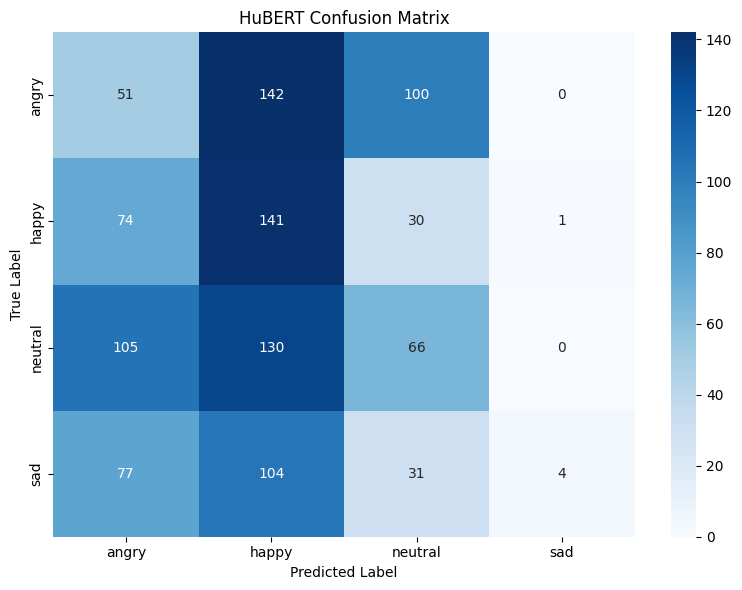 HuBERT Confusion Matrix
True Label
angry
51 142 100 0
happy
74 141 30 1
neutral
105 130 66 0
sad
77 104 31 4
angry happy neutral sad
Predicted Label
140
120
100
80
60
40
20
0